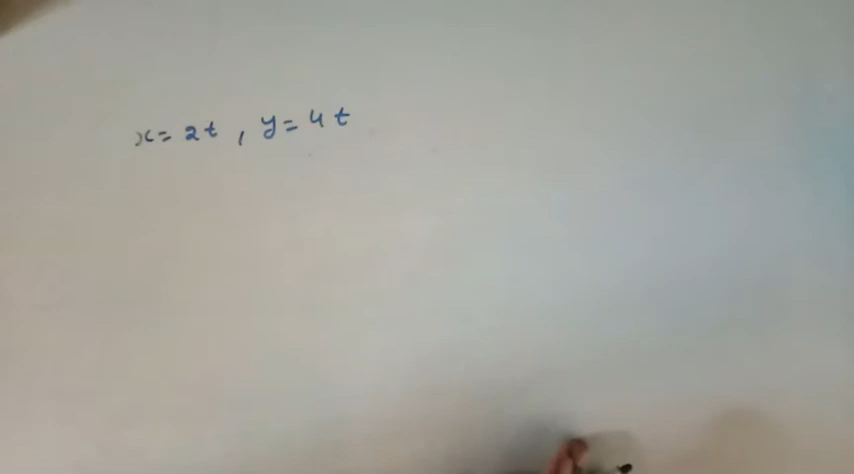 x = 2t , y = 4t